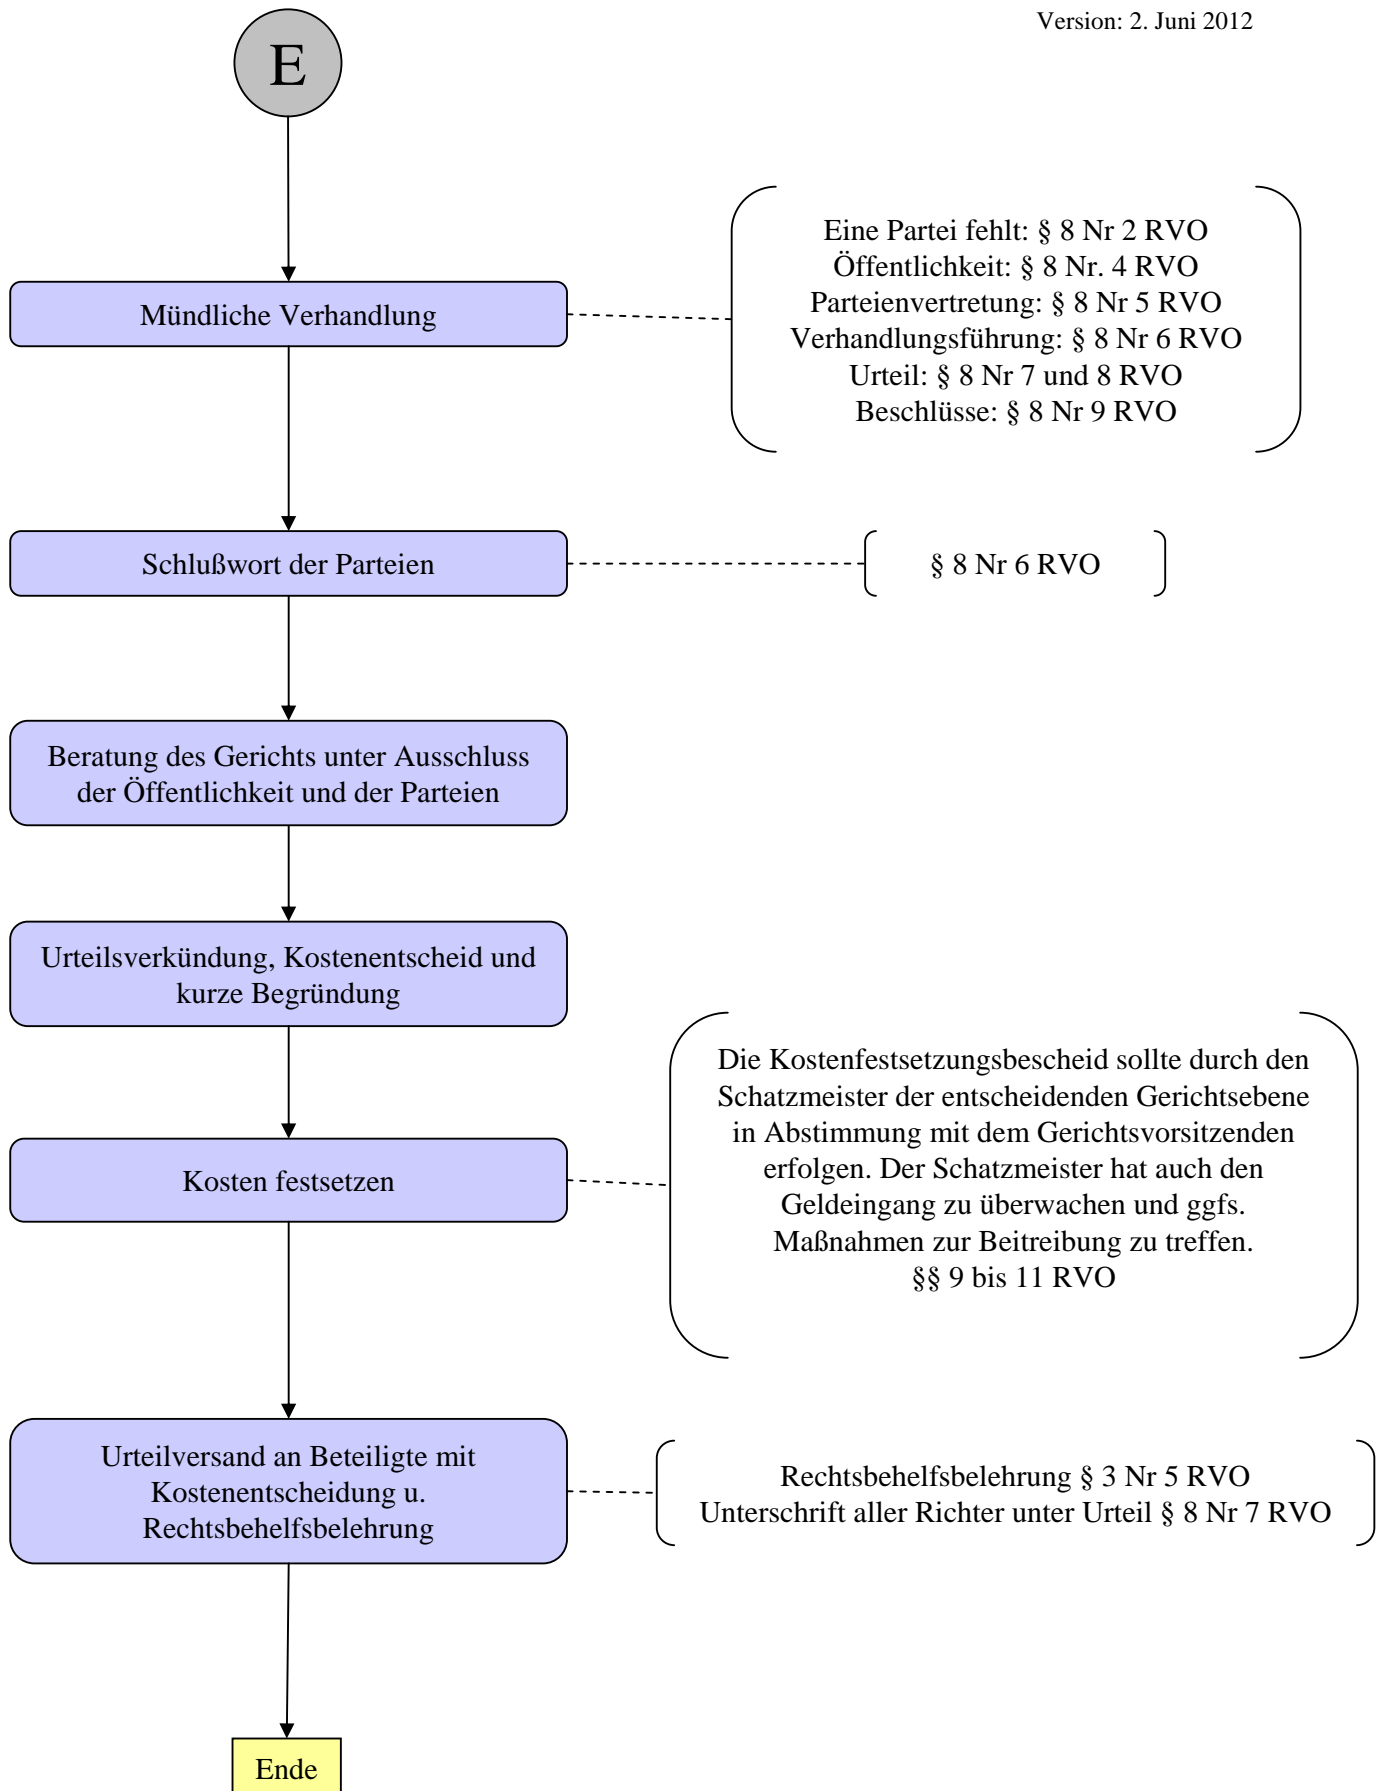 Version: 2. Juni 2012
E
Mündliche Verhandlung
Eine Partei fehlt: § 8 Nr 2 RVO
Öffentlichkeit: § 8 Nr. 4 RVO
Parteienvertretung: § 8 Nr 5 RVO
Verhandlungsführung: § 8 Nr 6 RVO
Urteil: § 8 Nr 7 und 8 RVO
Beschlüsse: § 8 Nr 9 RVO
Schlußwort der Parteien
§ 8 Nr 6 RVO
Beratung des Gerichts unter Ausschluss
der Öffentlichkeit und der Parteien
Urteilsverkündung, Kostenentscheid und
kurze Begründung
Kosten festsetzen
Die Kostenfestsetzungsbescheid sollte durch den
Schatzmeister der entscheidenden Gerichtsebene
in Abstimmung mit dem Gerichtsvorsitzenden
erfolgen. Der Schatzmeister hat auch den
Geldeingang zu überwachen und ggfs.
Maßnahmen zur Beitreibung zu treffen.
§§ 9 bis 11 RVO
Urteilversand an Beteiligte mit
Kostenentscheidung u.
Rechtsbehelfsbelehrung
Rechtsbehelfsbelehrung § 3 Nr 5 RVO
Unterschrift aller Richter unter Urteil § 8 Nr 7 RVO
Ende